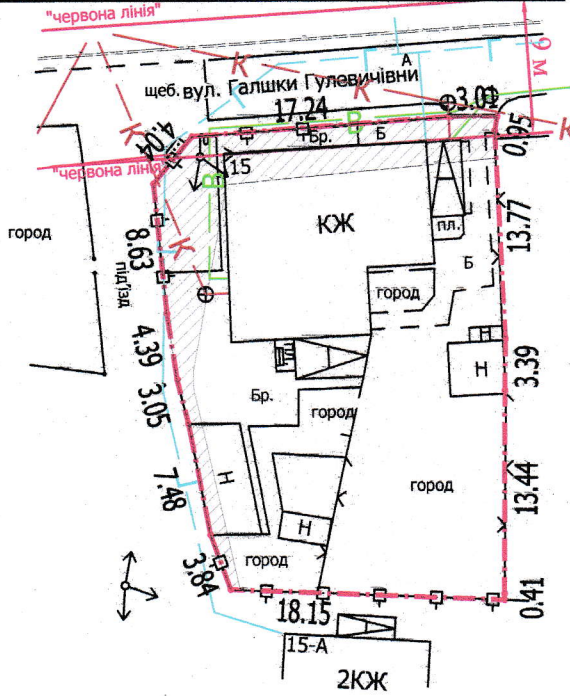 "червона лінія"
К
К
9 м
А
щеб. вул. Галшки Гулевичівни
К
К
3.01
17.24
В
Бр.
Б
К
4.04
К
0.95
"червона лінія"
15
В
КЖ
пл.
13.77
город
8.63
К
під'їзд
Б
город
Н
3.39
Н
4.39
3.05
Бр.
город
Н
7.48
город
13.44
Н
город
3.84
18.15
0.41
15-А
2КЖ